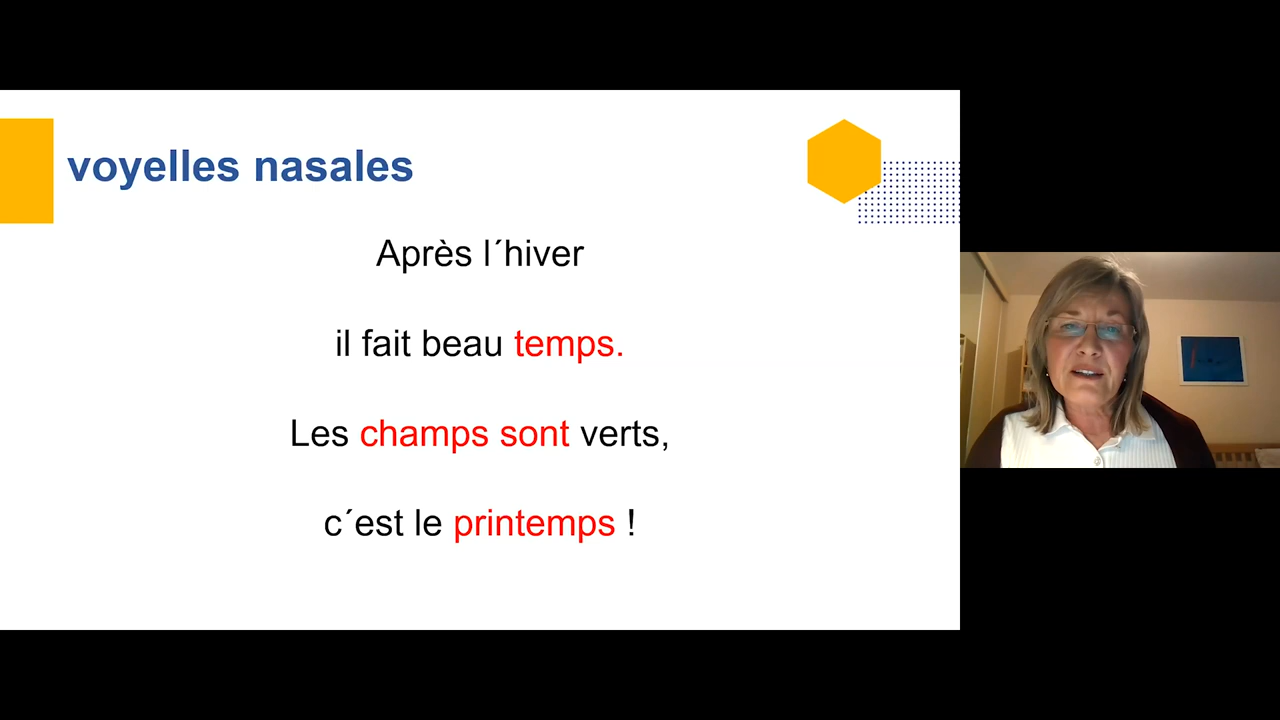 voyelles nasales
Après l´hiver
il fait beau temps.
Les champs sont verts,
c´est le printemps !